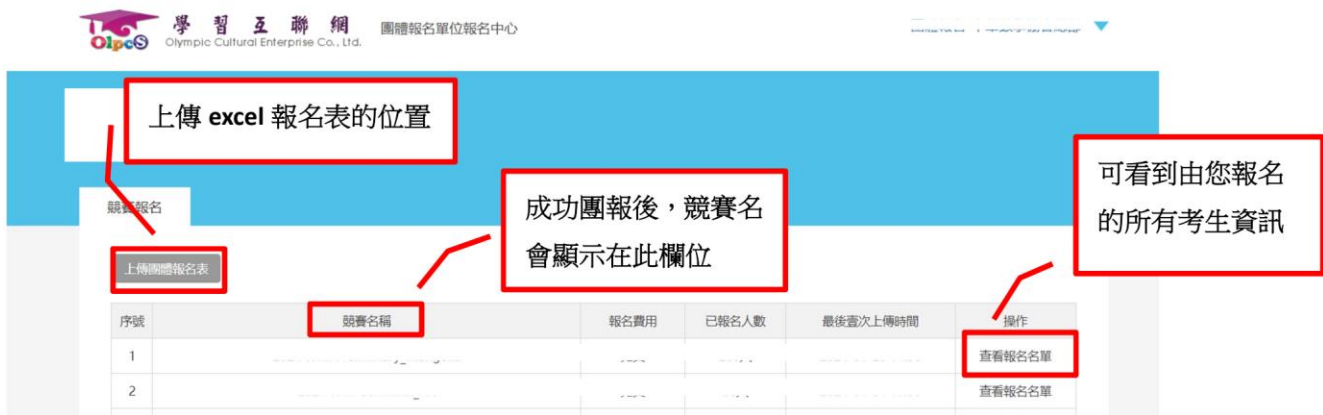 OlpcS
學習互聯網
Olympic Cultural Enterprise Co., Ltd.
團體報名單位報名中心
上傳 excel 報名表的位置
可看到由您報名
的所有考生資訊
成功團報後，競賽名
會顯示在此欄位
競賽報名
上傳團體報名表
序號 競賽名稱 報名費用 已報名人數 最後壹次上傳時間 操作
1 查看報名名單
2 查看報名名單